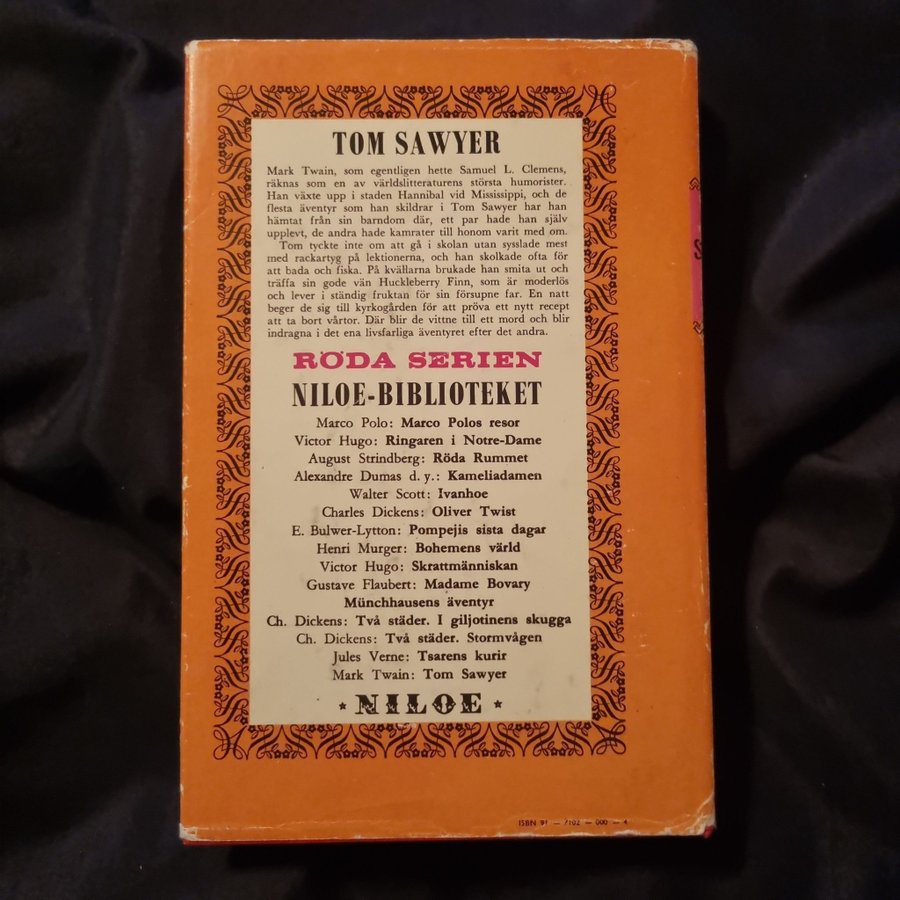 TOM SAWYER
Mark Twain, som egentligen hette Samuel L. Clemens,
räknas som en av världslitteraturens största humorister.
Han växte upp i staden Hannibal vid Mississippi, och de
flesta äventyr som han skildrar i Tom Sawyer har han
hämtat från sin barndom där, ett par hade han själv
upplevt, de andra hade kamrater till honom varit med om.
Tom tyckte inte om att gå i skolan utan sysslade mest
med rackartyg på lektionerna, och han skolkade ofta för
att bada och fiska. På kvällarna brukade han smita ut och
träffa sin gode vän Huckleberry Finn, som är moderlös
och lever i ständig fruktan för sin försupne far. En natt
beger de sig till kyrkogården för att pröva ett nytt recept
att ta bort vårtor. Där blir de vittne till ett mord och blir
indragna i det ena livsfarliga äventyret efter det andra.
RÖDA SERIEN
NILOE-BIBLIOTEKET
Marco Polo: Marco Polos resor
Victor Hugo: Ringaren i Notre-Dame
August Strindberg: Röda Rummet
Alexandre Dumas d. y.: Kameliadamen
Walter Scott: Ivanhoe
Charles Dickens: Oliver Twist
E. Bulwer-Lytton: Pompejis sista dagar
Henri Murger: Bohemens värld
Victor Hugo: Skrattmänniskan
Gustave Flaubert: Madame Bovary
Münchhausens äventyr
Ch. Dickens: Två städer. I giljotinens skugga
Ch. Dickens: Två städer. Stormvågen
Jules Verne: Tsarens kurir
Mark Twain: Tom Sawyer
* NILOE *
ISBN 91 — 7102 — 000 — 4